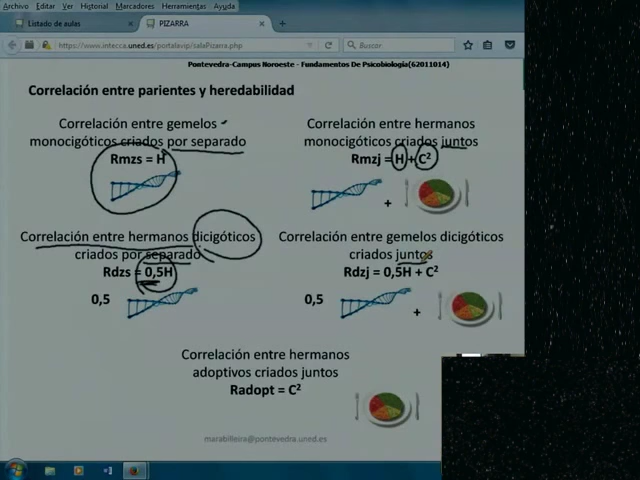 Archivo Editar Ver Historial Marcadores Herramientas Ayuda
Listado de aulas
PIZARRA
https://www.intecca.uned.es/portalavip/salaPizarra.php
Buscar
Pontevedra-Campus Noroeste - Fundamentos De Psicobiología(62011014)
Correlación entre parientes y heredabilidad
Correlación entre gemelos
monocigóticos criados por separado
Rmzs = H
Correlación entre hermanos
monocigóticos criados juntos
Rmzj = H + C²
+
Correlación entre hermanos dicigóticos
criados por separado
Rdzs = 0,5H
0,5
Correlación entre gemelos dicigóticos
criados juntos
Rdzj = 0,5H + C²
0,5
+
Correlación entre hermanos
adoptivos criados juntos
Radopt = C²
marabilleira@pontevedra.uned.es